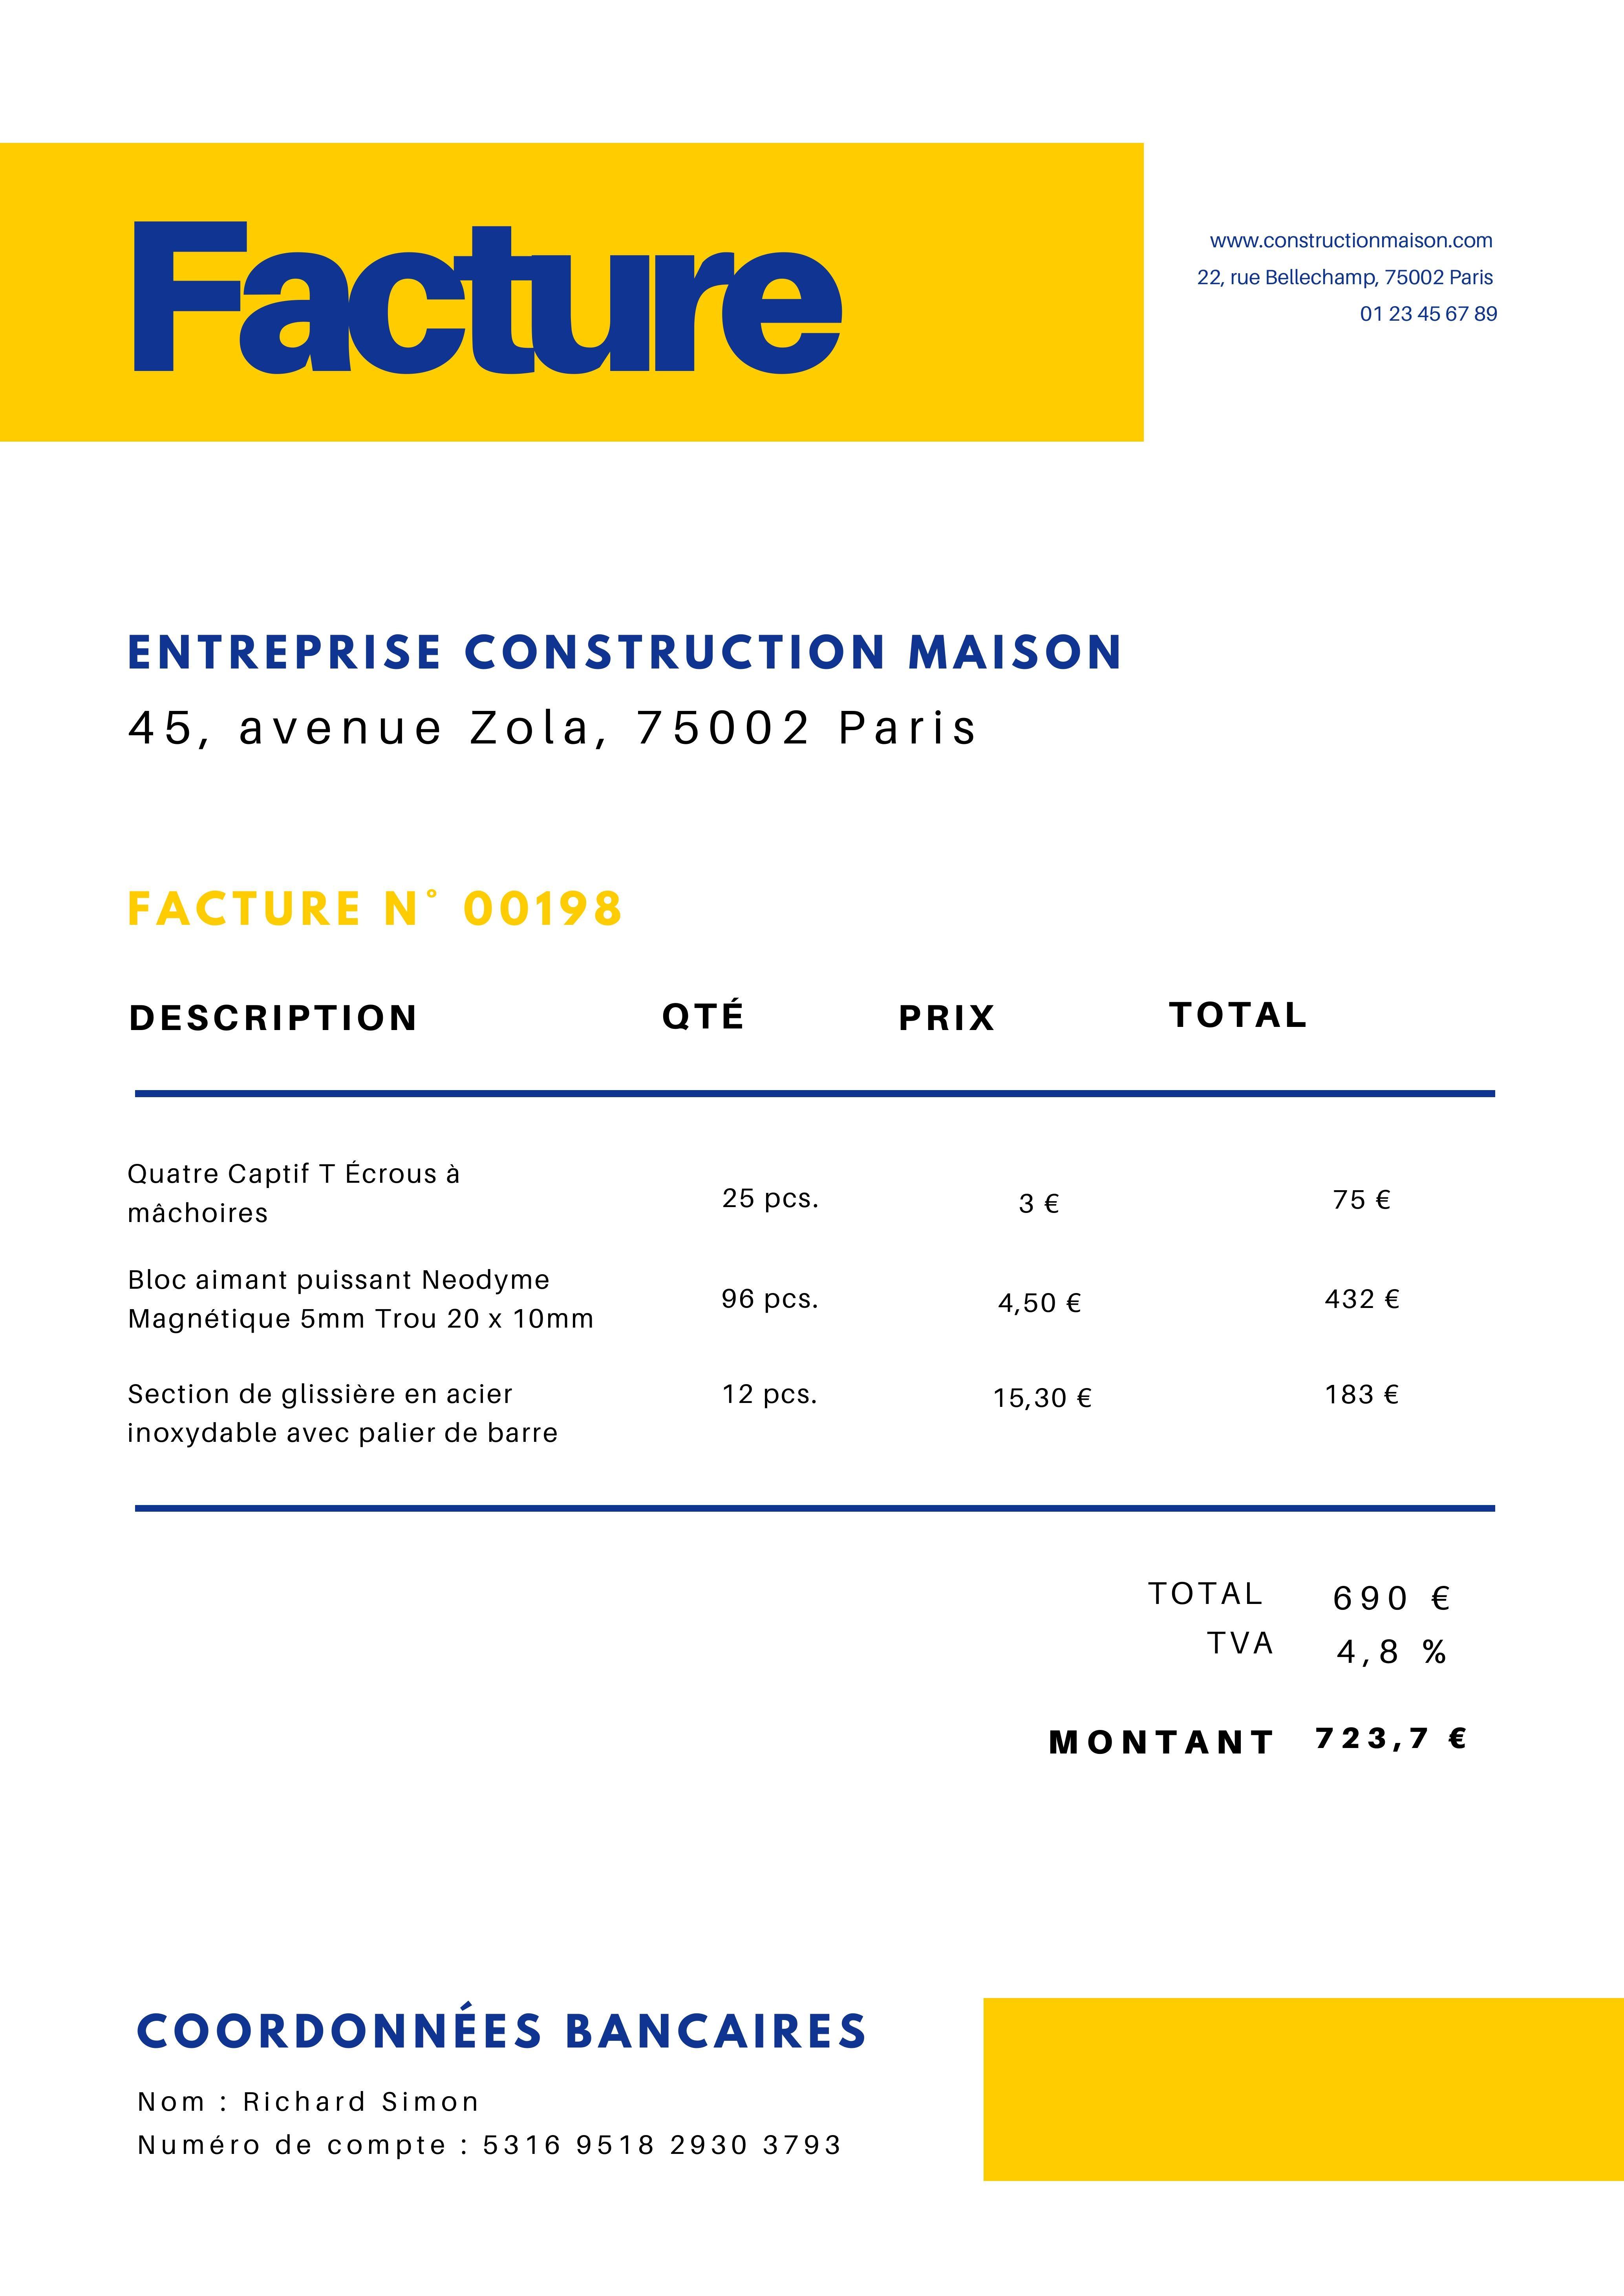 Facture
www.constructionmaison.com
22, rue Bellechamp, 75002 Paris
01 23 45 67 89
ENTREPRISE CONSTRUCTION MAISON
45, avenue Zola, 75002 Paris
FACTURE N° 00198
DESCRIPTION QTÉ PRIX TOTAL
Quatre Captif T Écrous à
mâchoires
25 pcs. 3 € 75 €
Bloc aimant puissant Neodyme
Magnétique 5mm Trou 20 x 10mm
96 pcs. 4,50 € 432 €
Section de glissière en acier
inoxydable avec palier de barre
12 pcs. 15,30 € 183 €
TOTAL 690 €
TVA 4,8 %
MONTANT 723,7 €
COORDONNÉES BANCAIRES
Nom : Richard Simon
Numéro de compte : 5316 9518 2930 3793